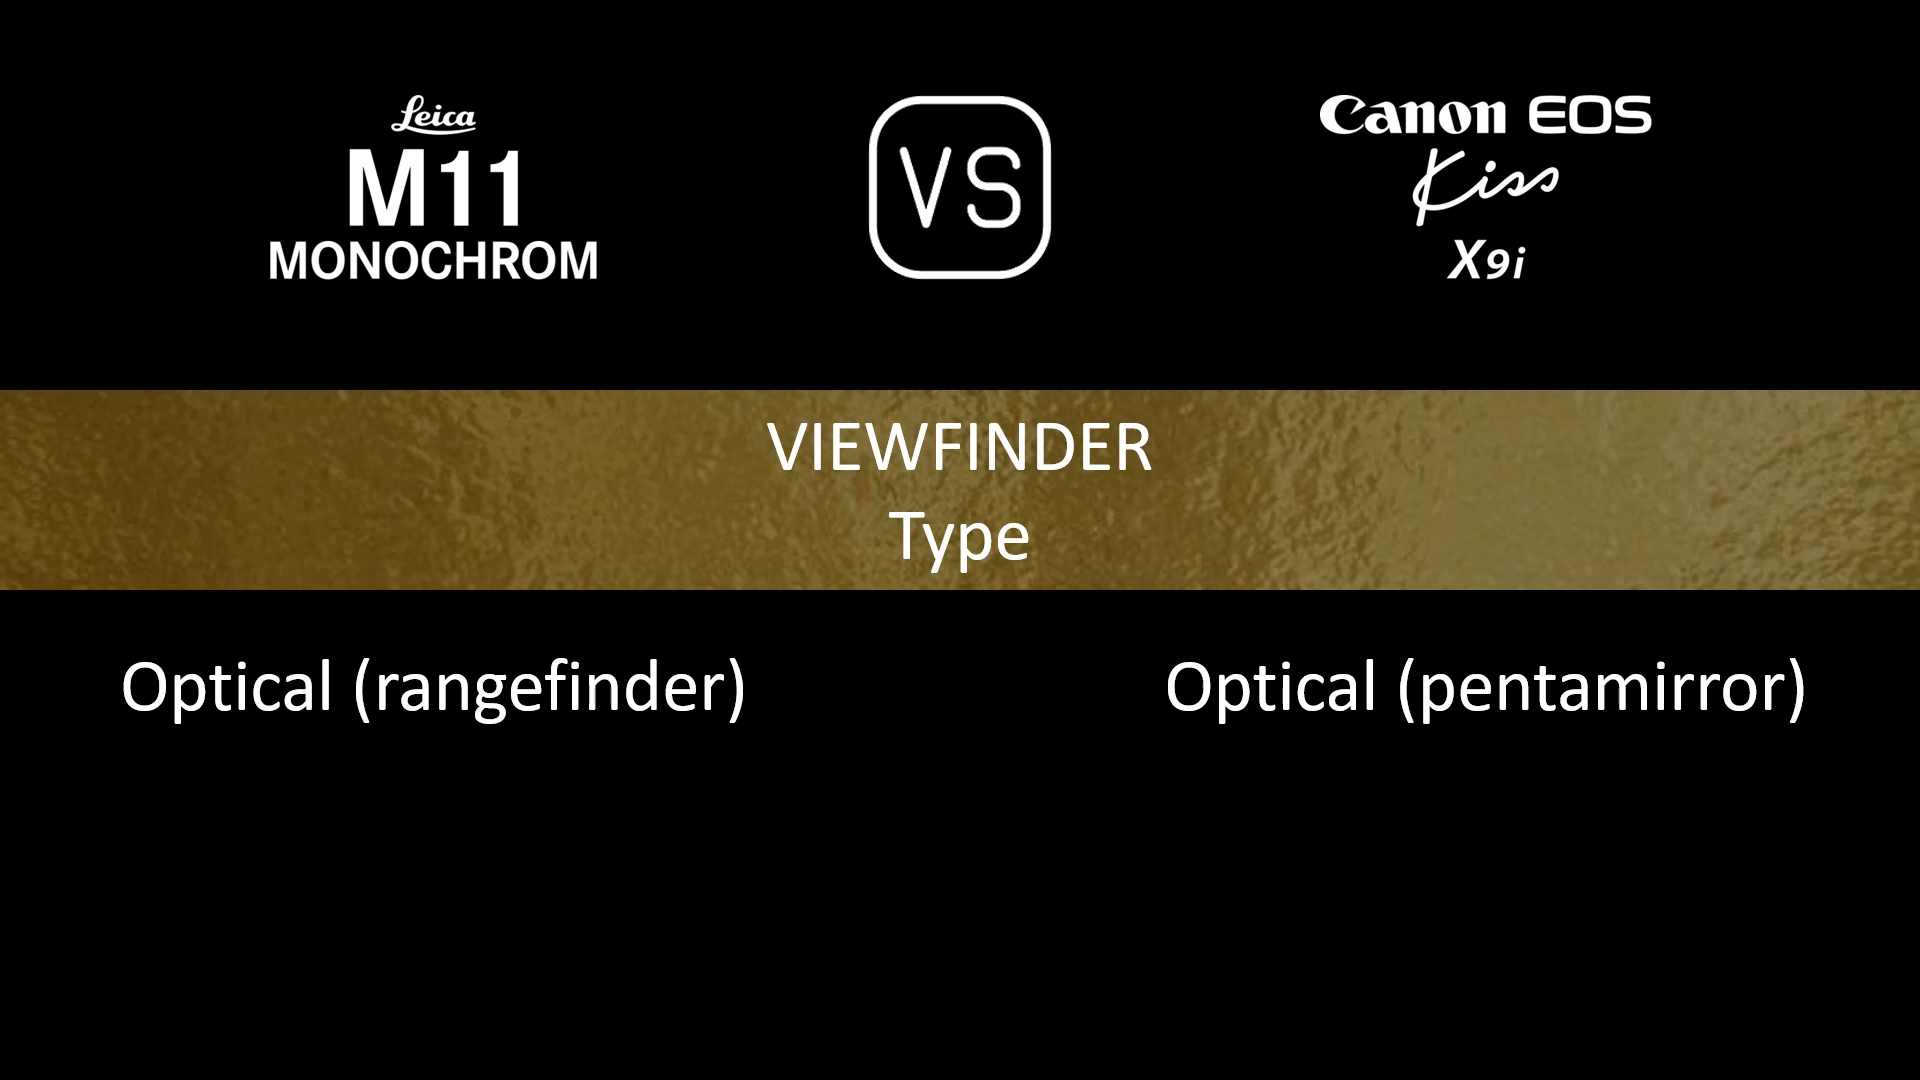 Leica
M11
MONOCHROM
VS
Canon EOS
Kiss
X9i
VIEWFINDER
Type
Optical (rangefinder)
Optical (pentamirror)